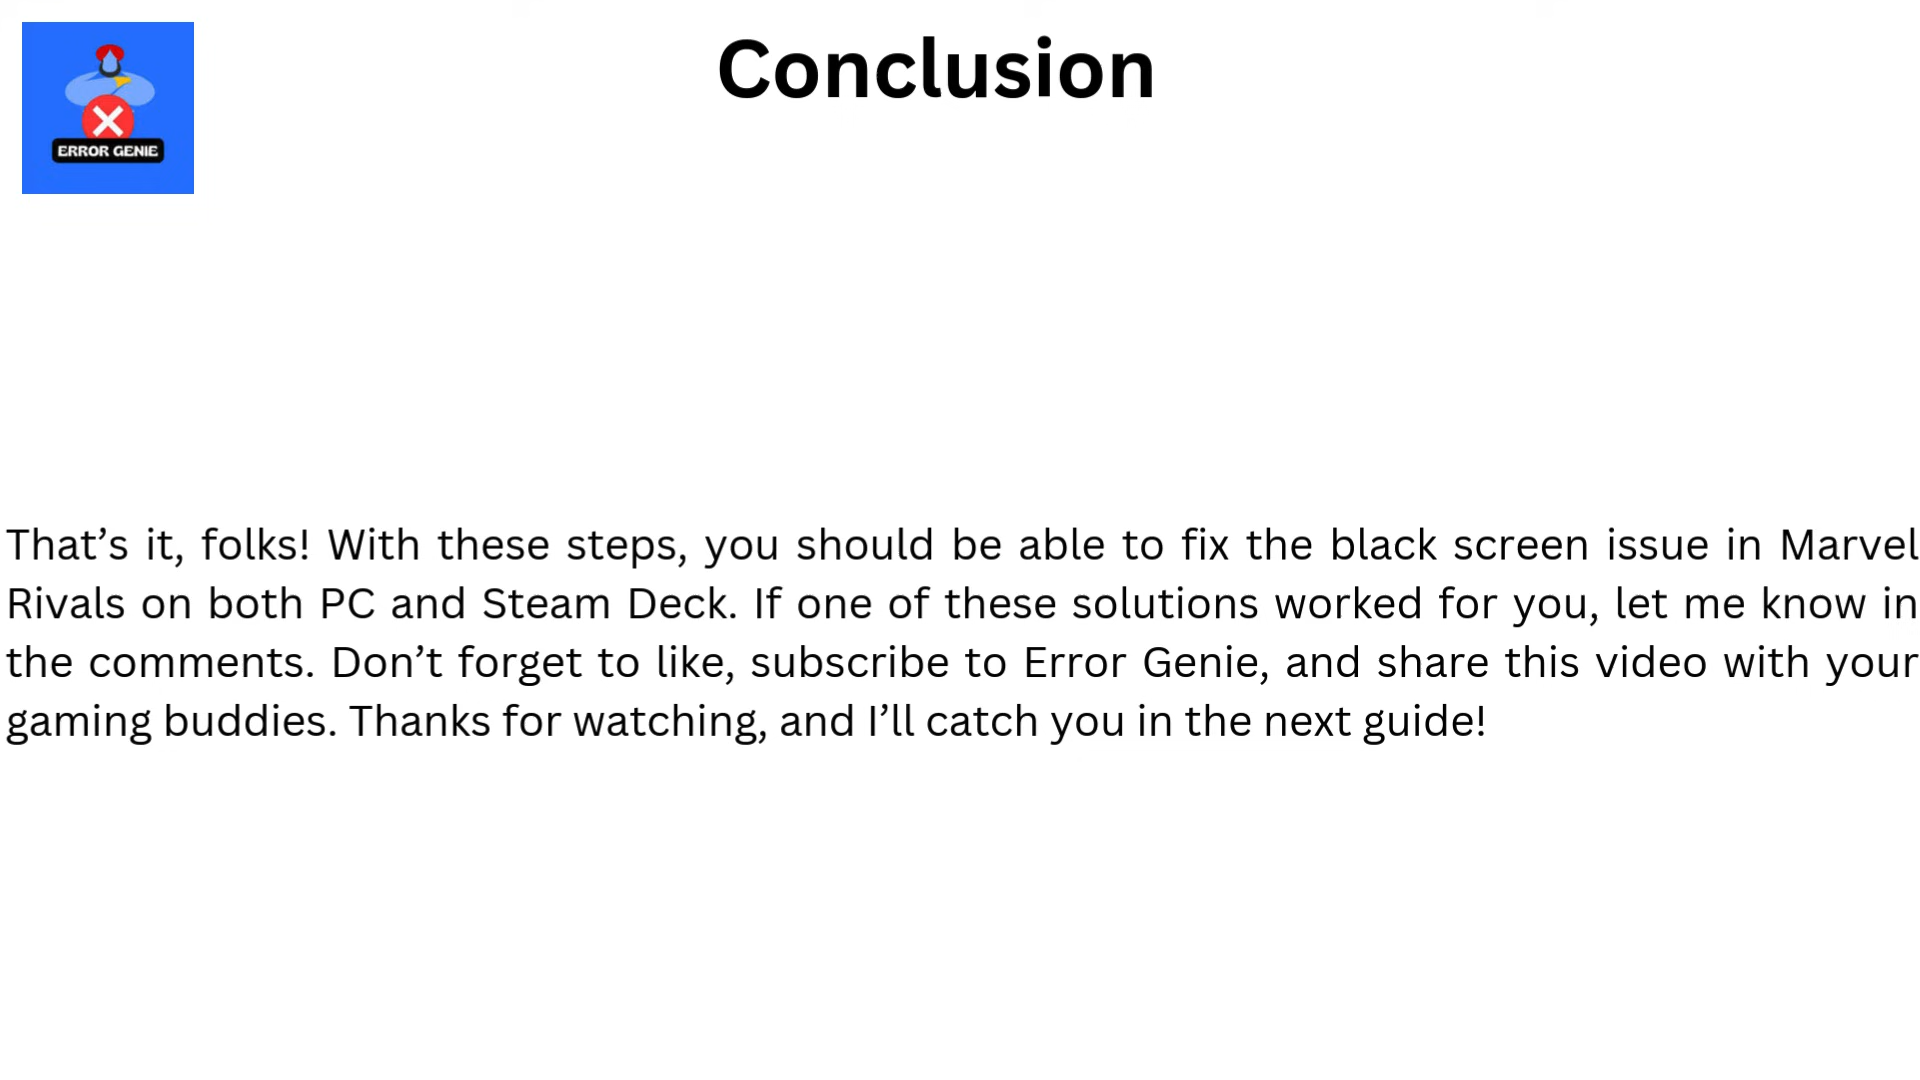 ERROR GENIE
Conclusion
That’s it, folks! With these steps, you should be able to fix the black screen issue in Marvel
Rivals on both PC and Steam Deck. If one of these solutions worked for you, let me know in
the comments. Don’t forget to like, subscribe to Error Genie, and share this video with your
gaming buddies. Thanks for watching, and I’ll catch you in the next guide!